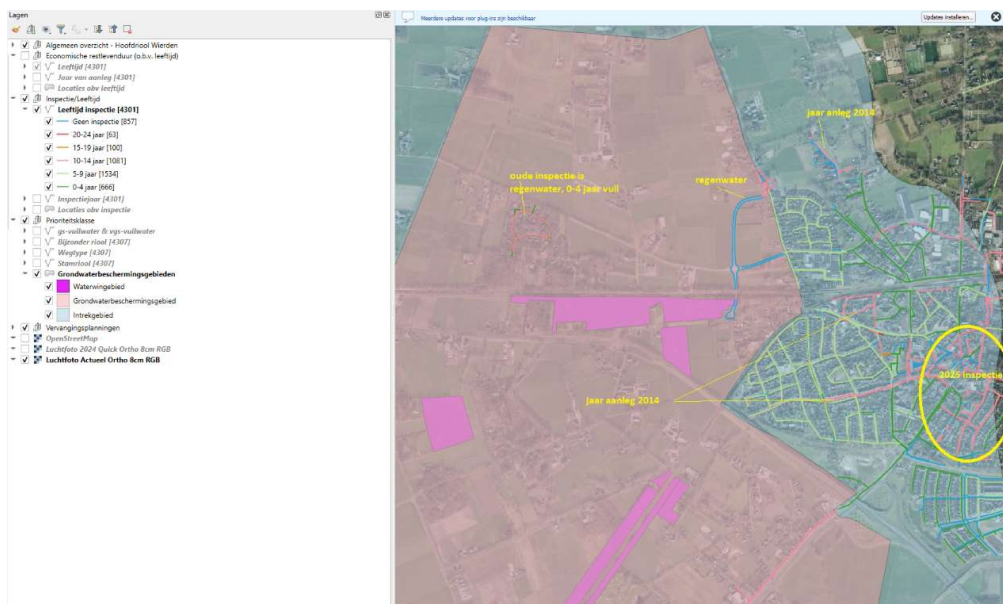 Lagen
Meerdere updates voor plug-ins zijn beschikbaar
Updates installeren...
Algemeen overzicht - Hoofdriool Wierden
Economische restlevenduur (o.b.v. leeftijd)
Leeftijd [4301]
Jaar van aanleg [4301]
Locaties obv leeftijd
Inspectie/Leeftijd
Leeftijd inspectie [4301]
Geen inspectie [857]
20-24 jaar [63]
15-19 jaar [100]
10-14 jaar [1081]
5-9 jaar [1534]
0-4 jaar [666]
Inspectiejaar [4301]
Locaties obv inspectie
Prioriteitsklasse
gs-vuilwater & vgs-vuilwater
Bijzonder riool [4307]
Wegtype [4307]
Stamriool [4307]
Grondwaterbeschermingsgebieden
Waterwingebied
Grondwaterbeschermingsgebied
Intrekgebied
Vervangingsplanningen
OpenStreetMap
Luchtfoto 2024 Quick Ortho 8cm RGB
Luchtfoto Actueel Ortho 8cm RGB
jaar anleg 2014
oude inspectie is
regenwater, 0-4 jaar vuil
regenwater
2025 inspectie
Jaar aanleg 2014